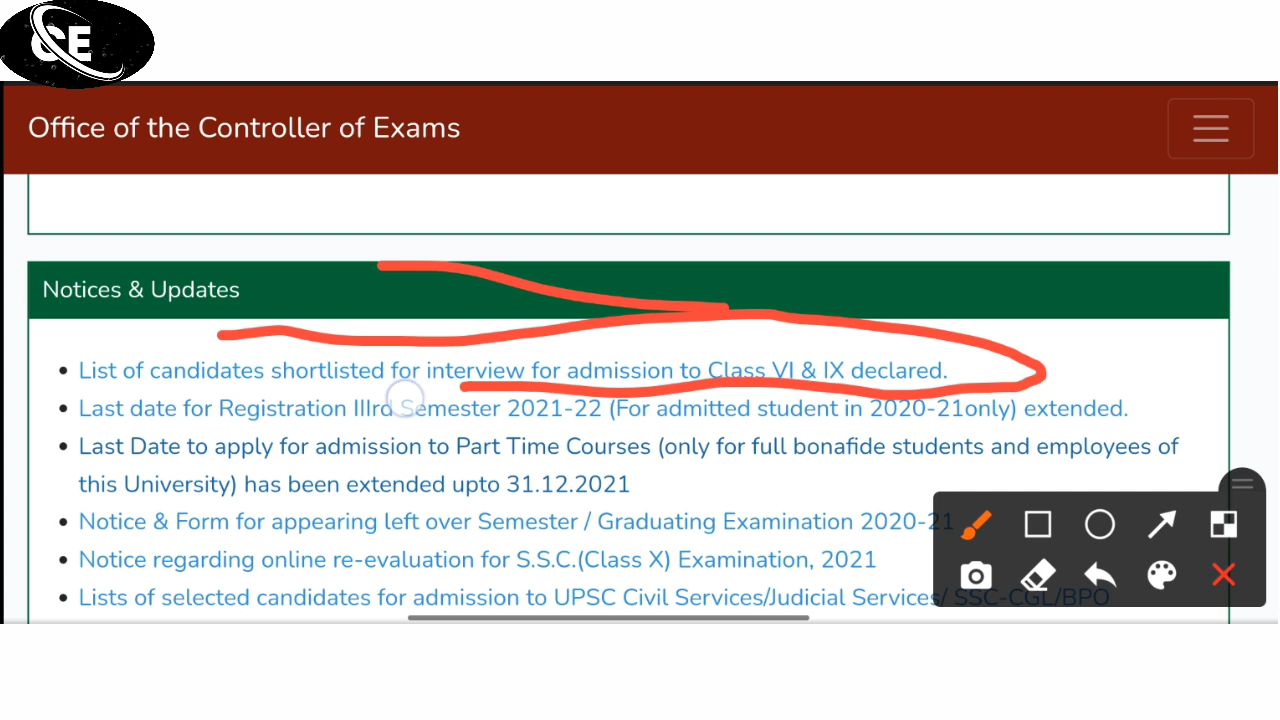 CE
Office of the Controller of Exams
Notices & Updates
List of candidates shortlisted for interview for admission to Class VI & IX declared.
Last date for Registration IIIrd Semester 2021-22 (For admitted student in 2020-21only) extended.
Last Date to apply for admission to Part Time Courses (only for full bonafide students and employees of
this University) has been extended upto 31.12.2021
Notice & Form for appearing left over Semester / Graduating Examination 2020-21
Notice regarding online re-evaluation for S.S.C.(Class X) Examination, 2021
Lists of selected candidates for admission to UPSC Civil Services/Judicial Services/ SSC-CGL/BPO